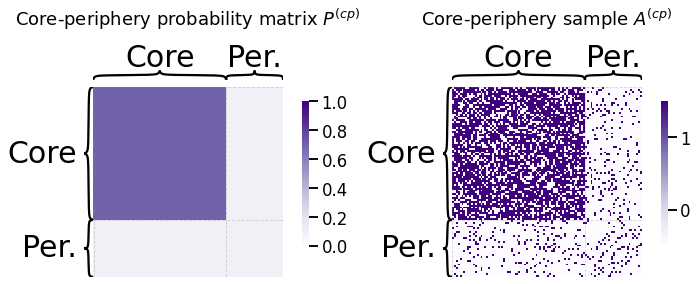 Core-periphery probability matrix $P^{(cp)}$
Core Per.
Core
Per.
1.0
0.8
0.6
0.4
0.2
0.0
Core-periphery sample $A^{(cp)}$
Core Per.
Core
Per.
1
0